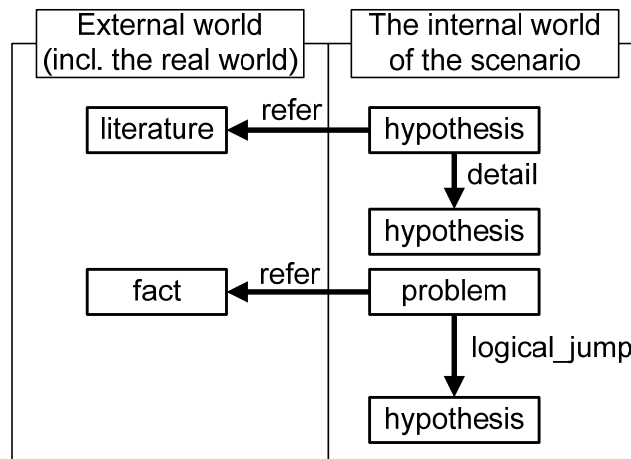 External world
(incl. the real world)
The internal world
of the scenario
literature
refer
hypothesis
detail
hypothesis
fact
refer
problem
logical_jump
hypothesis